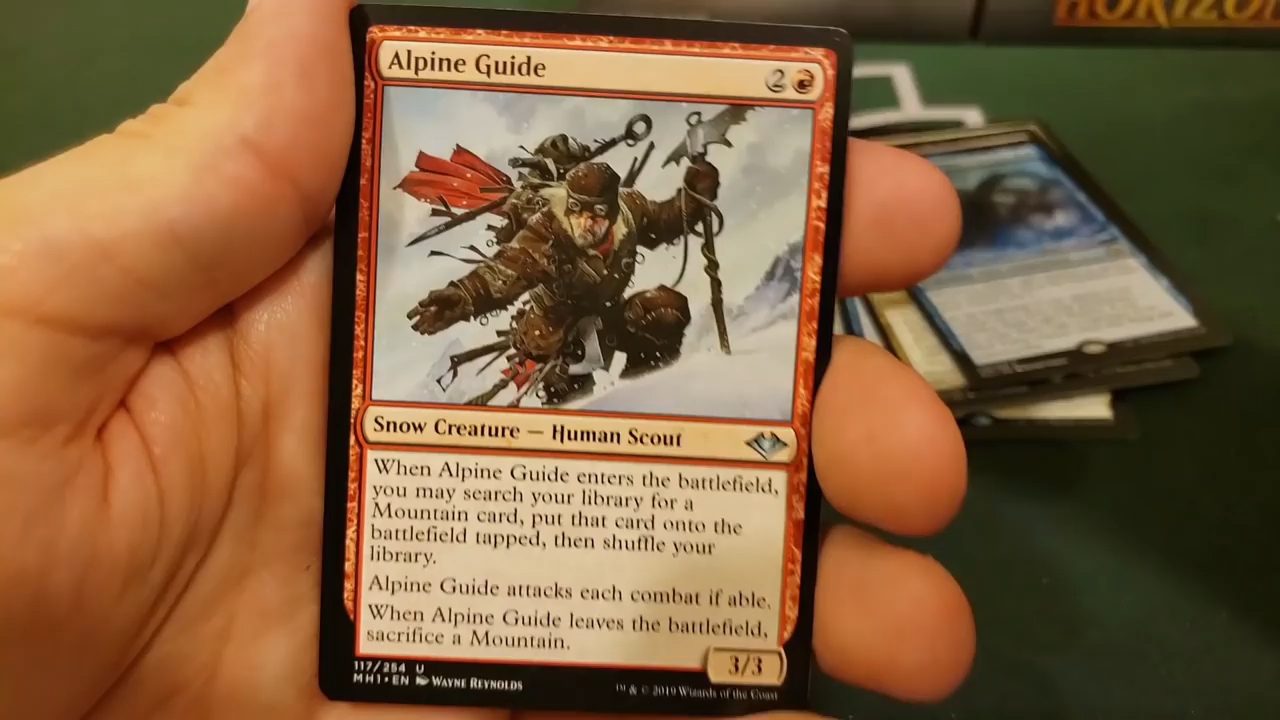 HORIZO
Alpine Guide
2
Snow Creature — Human Scout
When Alpine Guide enters the battlefield,
you may search your library for a
Mountain card, put that card onto the
battlefield tapped, then shuffle your
library.
Alpine Guide attacks each combat if able.
When Alpine Guide leaves the battlefield,
sacrifice a Mountain.
3/3
117/254 U
MH1 • EN Wayne Reynolds
™ & © 2019 Wizards of the Coast